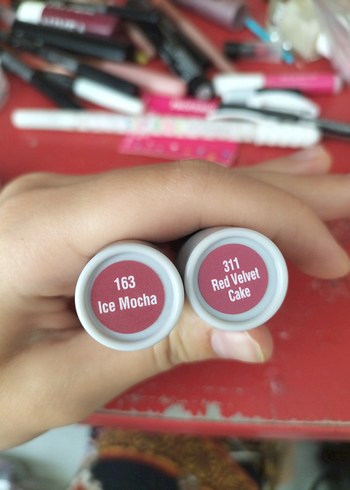 163
Ice Mocha
311
Red Velvet
Cake